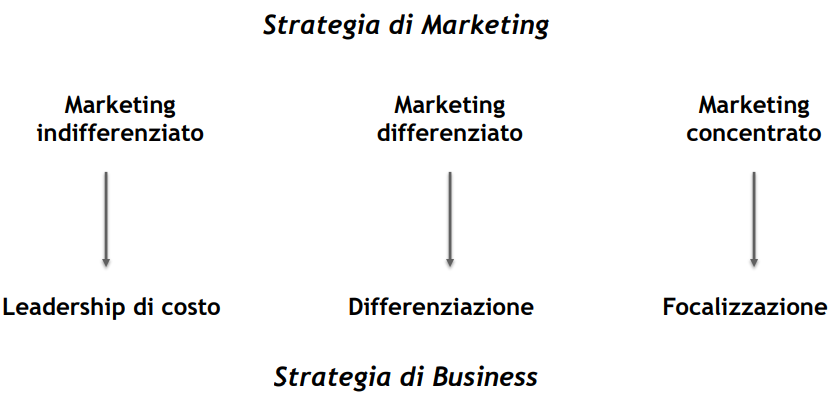 Strategia di Marketing
Marketing indifferenziato
Marketing differenziato
Marketing concentrato
Leadership di costo
Differenziazione
Focalizzazione
Strategia di Business